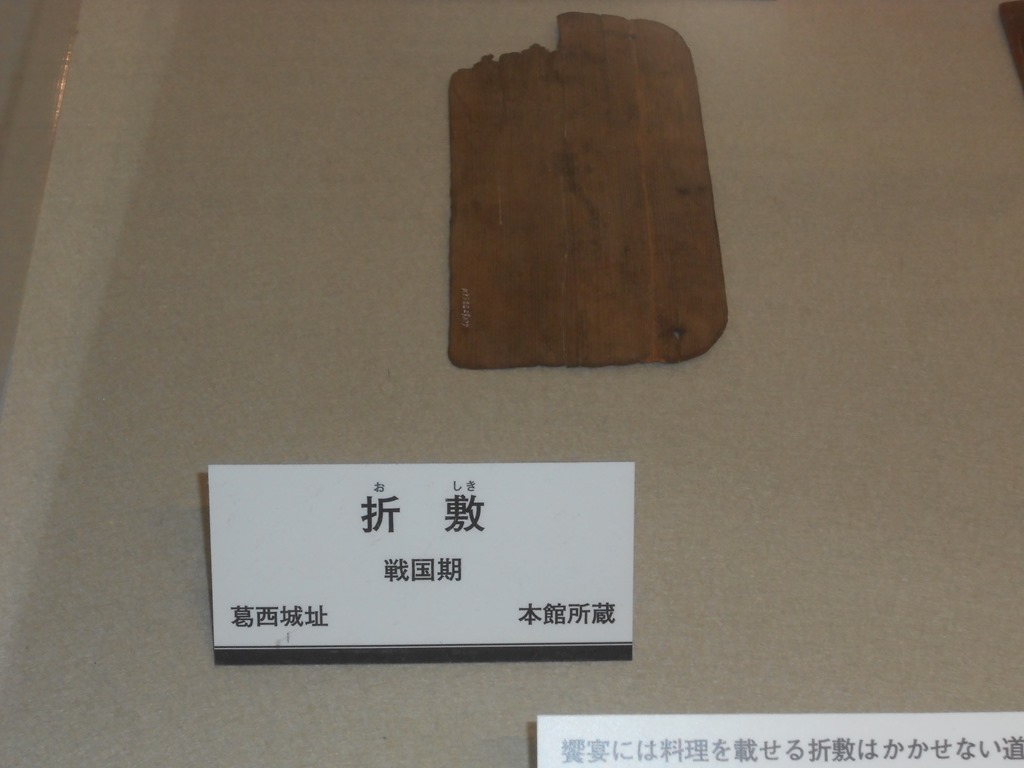 お しき
折敷
戦国期
葛西城址 本館所蔵
饗宴には料理を載せる折敷はかかせない道